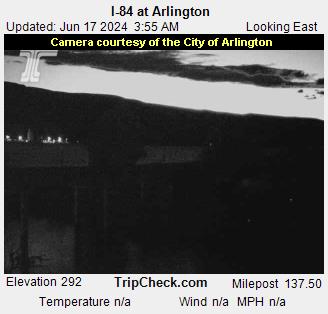 I-84 at Arlington
Updated: Jun 17 2024 3:55 AM Looking East
Camera courtesy of the City of Arlington
Elevation 292 TripCheck.com Milepost 137.50
Temperature n/a Wind n/a MPH n/a